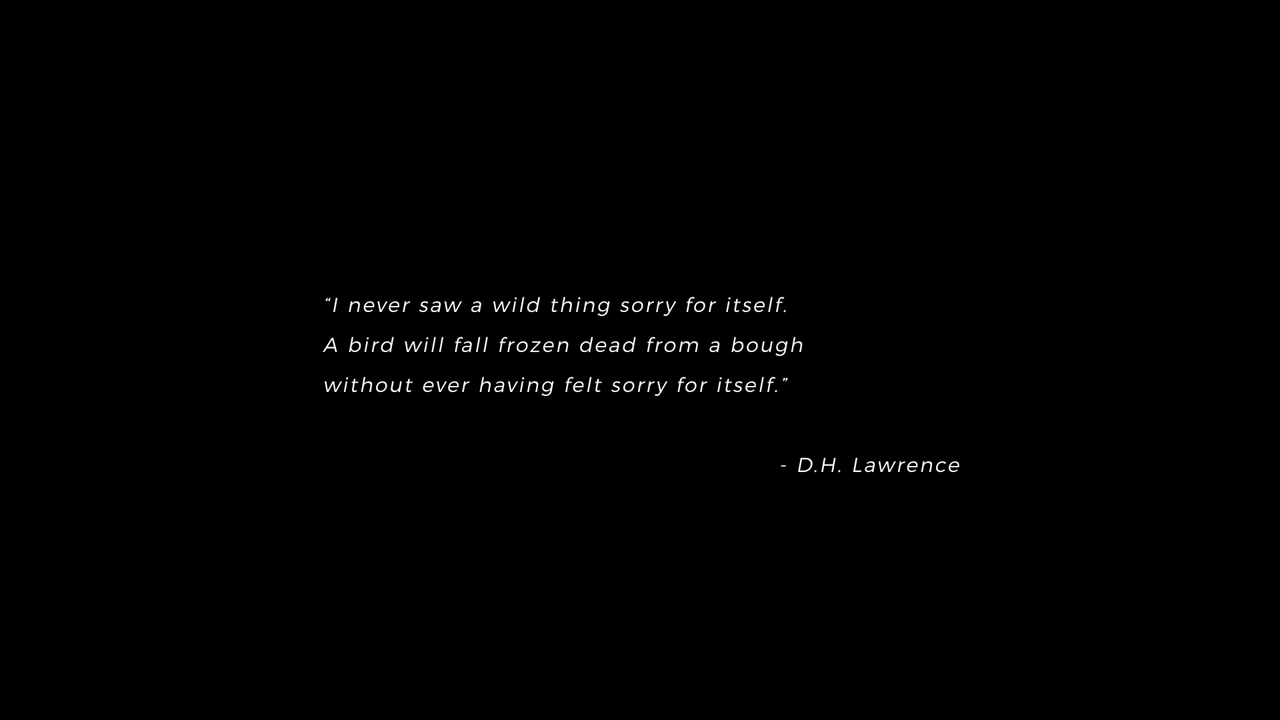 “I never saw a wild thing sorry for itself.
A bird will fall frozen dead from a bough
without ever having felt sorry for itself.”
- D.H. Lawrence